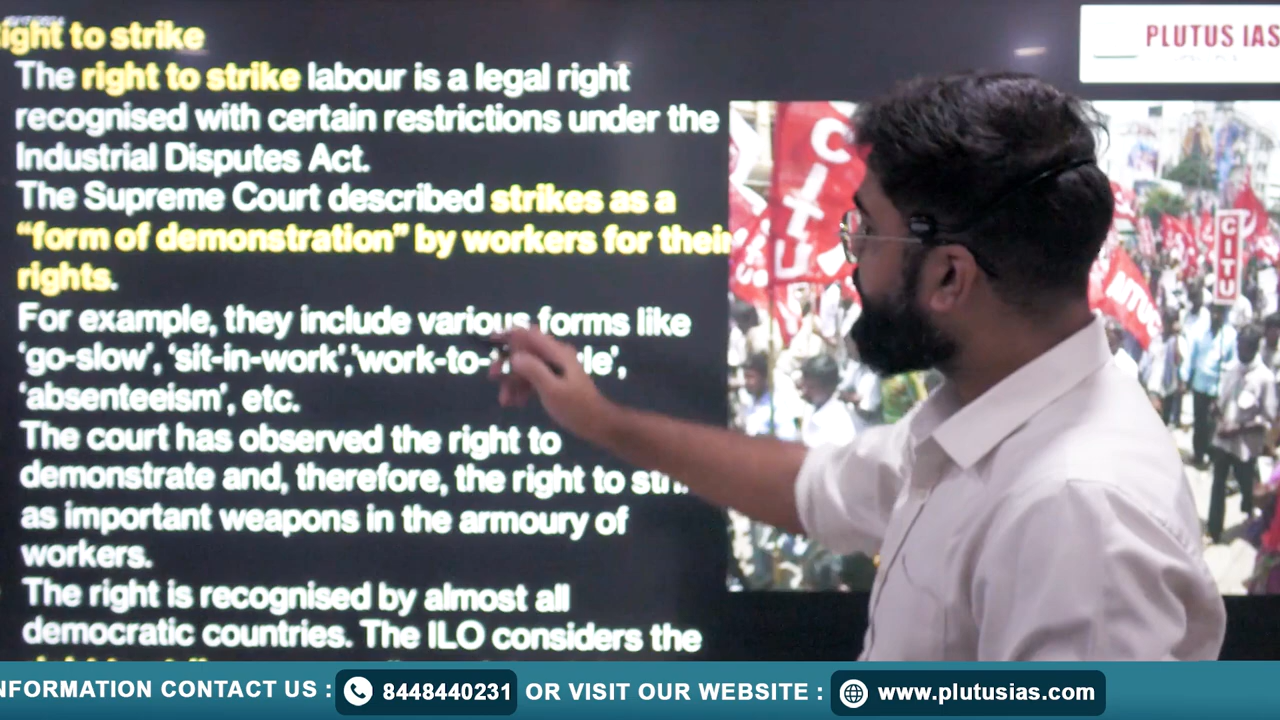 ight to strike
The right to strike labour is a legal right
recognised with certain restrictions under the
Industrial Disputes Act.
The Supreme Court described strikes as a
“form of demonstration” by workers for their
rights.
For example, they include various forms like
‘go-slow’, ‘sit-in-work’,’work-to- le’,
‘absenteeism’, etc.
The court has observed the right to
demonstrate and, therefore, the right to
as important weapons in the armoury of
workers.
The right is recognised by almost all
democratic countries. The ILO considers the
PLUTUS IAS
CITU
CITU
NFORMATION CONTACT US : 8448440231 OR VISIT OUR WEBSITE : www.plutusias.com